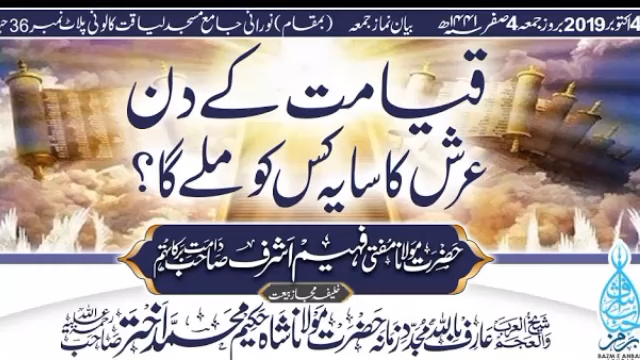 4 اکتوبر 2019 بروز جمعہ 4 صفر ۱۴۴۱ھ بیان نماز جمعہ (بمقام) نورانی جامع مسجد لیاقت کالونی پلاٹ نمبر 36
قیامت کے دن
عرش کا سایہ کس کو ملے گا؟
حضرت مولانا مفتی فہیم اشرف صاحب دامت برکاتہم
خلیفہ مجاز بیعت
شیخ العرب والعجم عارف باللہ مجدد زمانہ حضرت مولانا شاہ حکیم محمد اختر صاحب رحمۃ اللہ علیہ
BAZM E AHBA